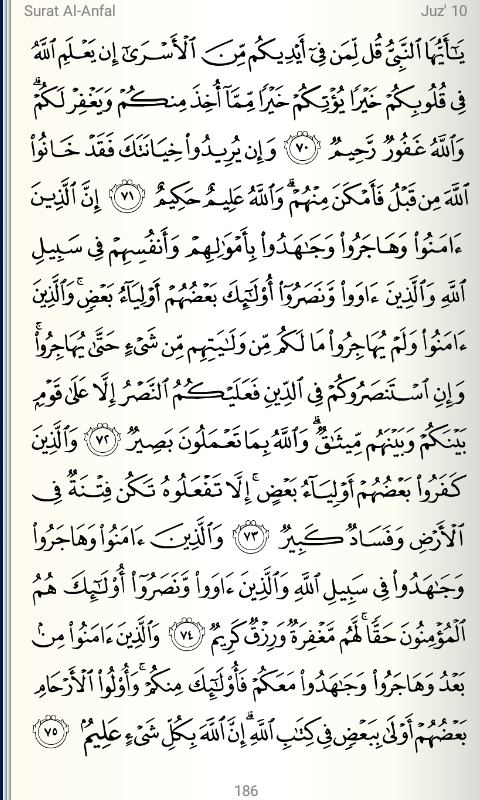 Surat Al-Anfal Juz' 10
يَٰٓأَيُّهَا ٱلنَّبِىُّ قُل لِّمَن فِىٓ أَيْدِيكُم مِّنَ ٱلْأَسْرَىٰٓ إِن يَعْلَمِ ٱللَّهُ
فِى قُلُوبِكُمْ خَيْرًا يُؤْتِكُمْ خَيْرًا مِّمَّآ أُخِذَ مِنكُمْ وَيَغْفِرْ لَكُمْ ۗ
وَٱللَّهُ غَفُورٌ رَّحِيمٌ ٧٠ وَإِن يُرِيدُوا۟ خِيَانَتَكَ فَقَدْ خَانُوا۟
ٱللَّهَ مِن قَبْلُ فَأَمْكَنَ مِنْهُمْ ۗ وَٱللَّهُ عَلِيمٌ حَكِيمٌ ٧١ إِنَّ ٱلَّذِينَ
ءَامَنُوا۟ وَهَاجَرُوا۟ وَجَٰهَدُوا۟ بِأَمْوَٰلِهِمْ وَأَنفُسِهِمْ فِى سَبِيلِ
ٱللَّهِ وَٱلَّذِينَ ءَاوَوا۟ وَّنَصَرُوٓا۟ أُو۟لَٰٓئِكَ بَعْضُهُمْ أَوْلِيَآءُ بَعْضٍ ۚ وَٱلَّذِينَ
ءَامَنُوا۟ وَلَمْ يُهَاجِرُوا۟ مَا لَكُم مِّن وَلَٰيَتِهِم مِّن شَىْءٍ حَتَّىٰ يُهَاجِرُوا۟ ۚ
وَإِنِ ٱسْتَنصَرُوكُمْ فِى ٱلدِّينِ فَعَلَيْكُمُ ٱلنَّصْرُ إِلَّا عَلَىٰ قَوْمٍۭ
بَيْنَكُمْ وَبَيْنَهُم مِّيثَٰقٌ ۗ وَٱللَّهُ بِمَا تَعْمَلُونَ بَصِيرٌ ٧٢ وَٱلَّذِينَ
كَفَرُوا۟ بَعْضُهُمْ أَوْلِيَآءُ بَعْضٍ ۚ إِلَّا تَفْعَلُوهُ تَكُن فِتْنَةٌ فِى
ٱلْأَرْضِ وَفَسَادٌ كَبِيرٌ ٧٣ وَٱلَّذِينَ ءَامَنُوا۟ وَهَاجَرُوا۟
وَجَٰهَدُوا۟ فِى سَبِيلِ ٱللَّهِ وَٱلَّذِينَ ءَاوَوا۟ وَّنَصَرُوٓا۟ أُو۟لَٰٓئِكَ هُمُ
ٱلْمُؤْمِنُونَ حَقًّا ۚ لَّهُم مَّغْفِرَةٌ وَرِزْقٌ كَرِيمٌ ٧٤ وَٱلَّذِينَ ءَامَنُوا۟ مِنۢ
بَعْدُ وَهَاجَرُوا۟ وَجَٰهَدُوا۟ مَعَكُمْ فَأُو۟لَٰٓئِكَ مِنكُمْ ۚ وَأُو۟لُوا۟ ٱلْأَرْحَامِ
بَعْضُهُمْ أَوْلَىٰ بِبَعْضٍ فِى كِتَٰبِ ٱللَّهِ ۗ إِنَّ ٱللَّهَ بِكُلِّ شَىْءٍ عَلِيمٌۢ ٧٥
186